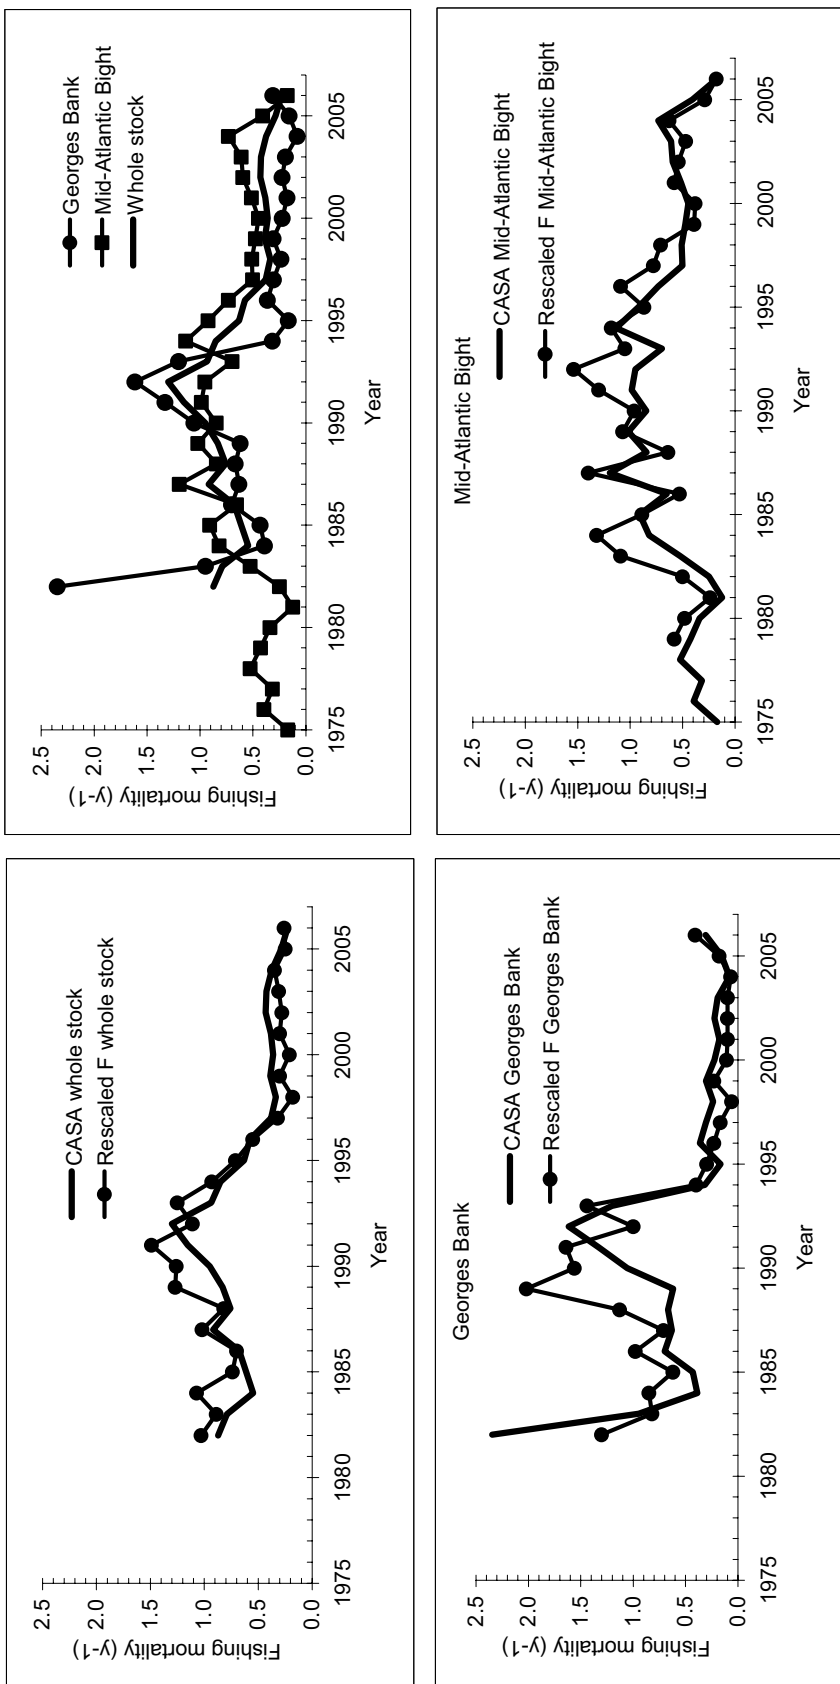 CASA whole stock
Rescaled F whole stock
2.5
2.0
1.5
1.0
0.5
0.0
Fishing mortality (y-1)
1975
1980
1985
1990
1995
2000
2005
Year
Georges Bank
Mid-Atlantic Bight
Whole stock
2.5
2.0
1.5
1.0
0.5
0.0
Fishing mortality (y-1)
1975
1980
1985
1990
1995
2000
2005
Year
Georges Bank
CASA Georges Bank
Rescaled F Georges Bank
2.5
2.0
1.5
1.0
0.5
0.0
Fishing mortality (y-1)
1975
1980
1985
1990
1995
2000
2005
Year
Mid-Atlantic Bight
CASA Mid-Atlantic Bight
Rescaled F Mid-Atlantic Bight
2.5
2.0
1.5
1.0
0.5
0.0
Fishing mortality (y-1)
1975
1980
1985
1990
1995
2000
2005
Year